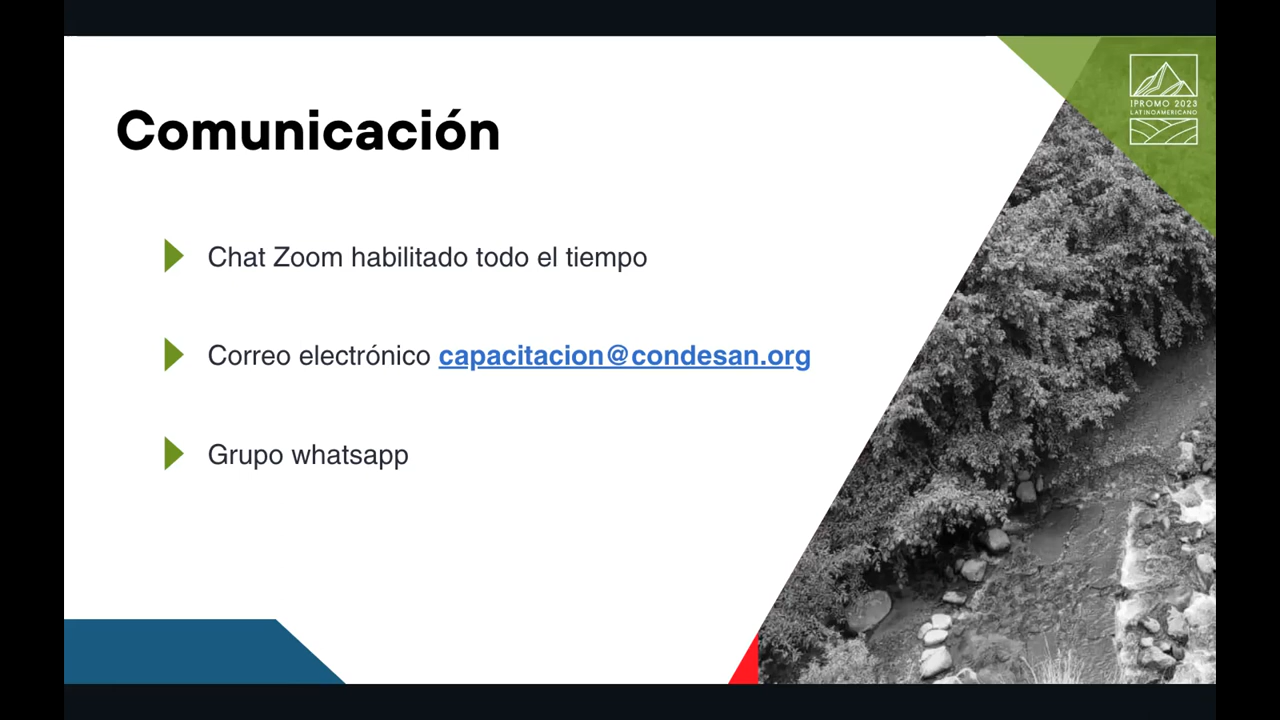 Comunicación
IPROMO 2023
LATINOAMERICANO
Chat Zoom habilitado todo el tiempo
Correo electrónico capacitacion@condesan.org
Grupo whatsapp